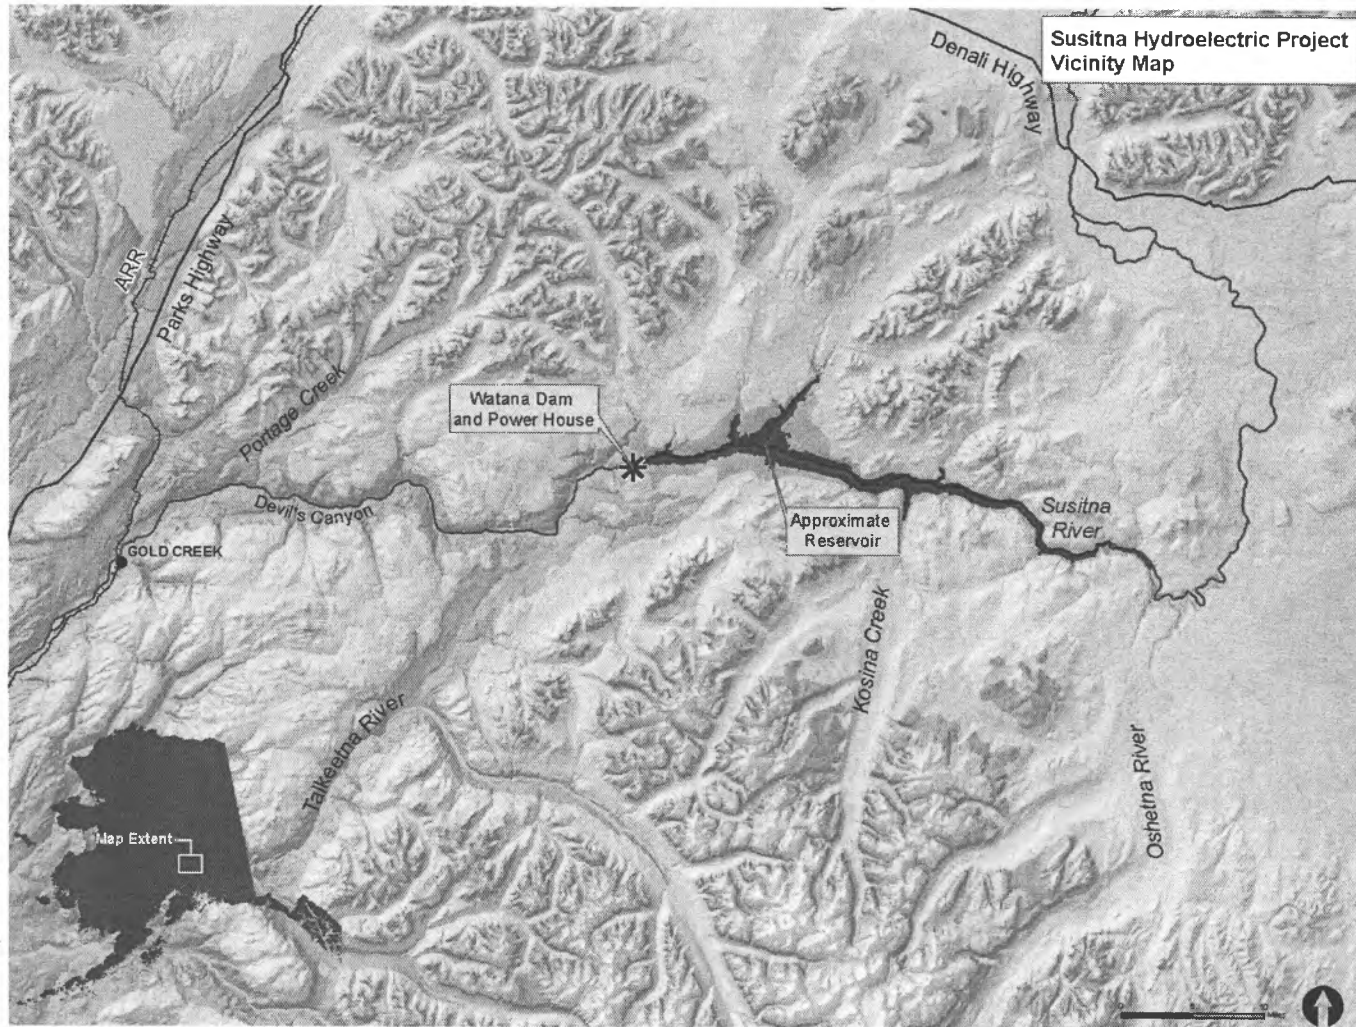 Susitna Hydroelectric Project
Vicinity Map
Denali Highway
ARR
Parks Highway
Portage Creek
Watana Dam
and Power House
Devil's Canyon
GOLD CREEK
Approximate
Reservoir
Susitna
River
Kosina Creek
Talkeetna River
Oshetna River
Map Extent